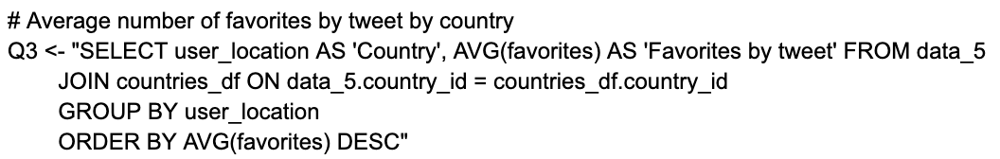 # Average number of favorites by tweet by country
Q3 <- "SELECT user_location AS 'Country', AVG(favorites) AS 'Favorites by tweet' FROM data_5
JOIN countries_df ON data_5.country_id = countries_df.country_id
GROUP BY user_location
ORDER BY AVG(favorites) DESC"